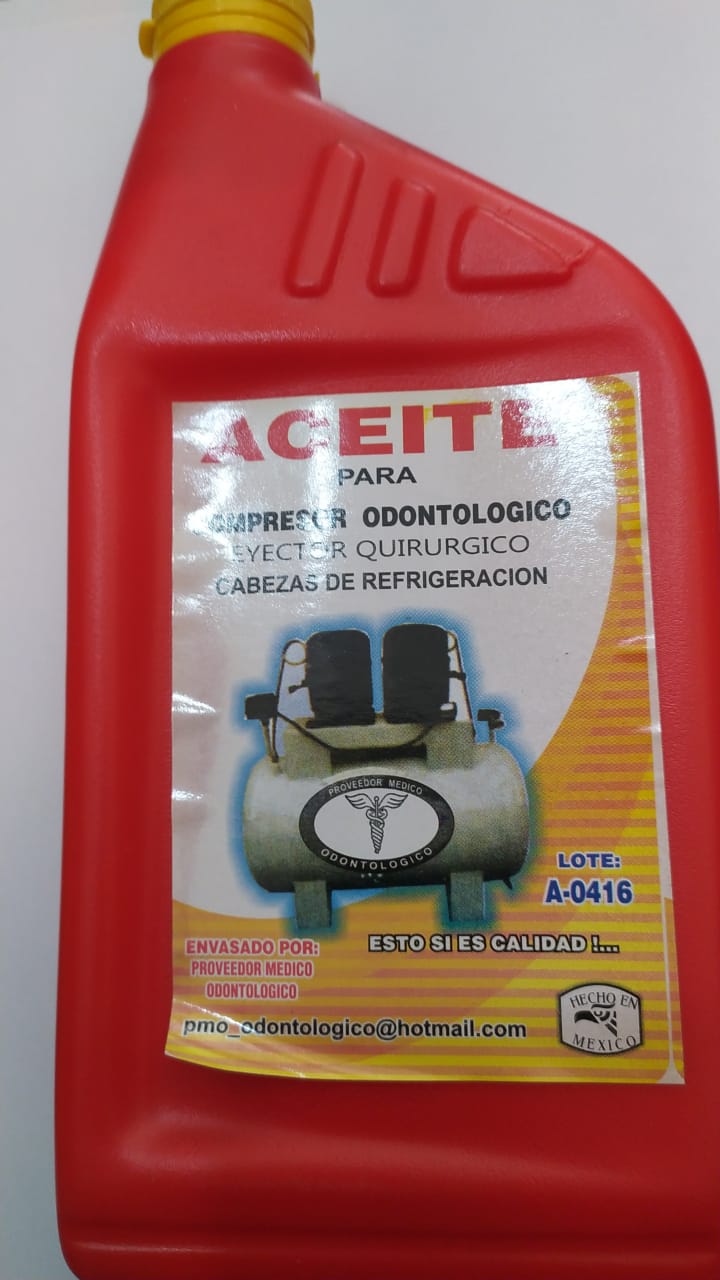 ACEITE
PARA
COMPRESOR ODONTOLOGICO
EYECTOR QUIRURGICO
CABEZAS DE REFRIGERACION
PROVEEDOR MEDICO
ODONTOLOGICO
LOTE:
A-0416
ESTO SI ES CALIDAD !...
ENVASADO POR:
PROVEEDOR MEDICO
ODONTOLOGICO
pmo_odontologico@hotmail.com
HECHO EN
MEXICO